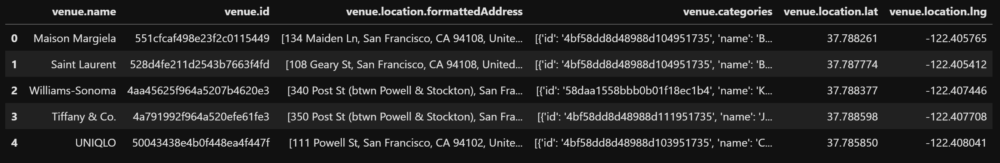 venue.name venue.id venue.location.formattedAddress venue.categories venue.location.lat venue.location.lng
0 Maison Margiela 551cfcaf498e23f2c0115449 [134 Maiden Ln, San Francisco, CA 94108, Unite... [{'id': '4bf58dd8d48988d104951735', 'name': 'B... 37.788261 -122.405765
1 Saint Laurent 528d4fe211d2543b7663f4fd [108 Geary St, San Francisco, CA 94108, United... [{'id': '4bf58dd8d48988d104951735', 'name': 'B... 37.787774 -122.405412
2 Williams-Sonoma 4aa45625f964a5207b4620e3 [340 Post St (btwn Powell & Stockton), San Fra... [{'id': '58daa1558bbb0b01f18ec1b4', 'name': 'K... 37.788377 -122.407446
3 Tiffany & Co. 4a791992f964a520efe61fe3 [350 Post St (btwn Powell & Stockton), San Fra... [{'id': '4bf58dd8d48988d111951735', 'name': 'J... 37.788598 -122.407708
4 UNIQLO 50043438e4b0f448ea4f447f [111 Powell St, San Francisco, CA 94102, Unite... [{'id': '4bf58dd8d48988d103951735', 'name': 'C... 37.785850 -122.408041